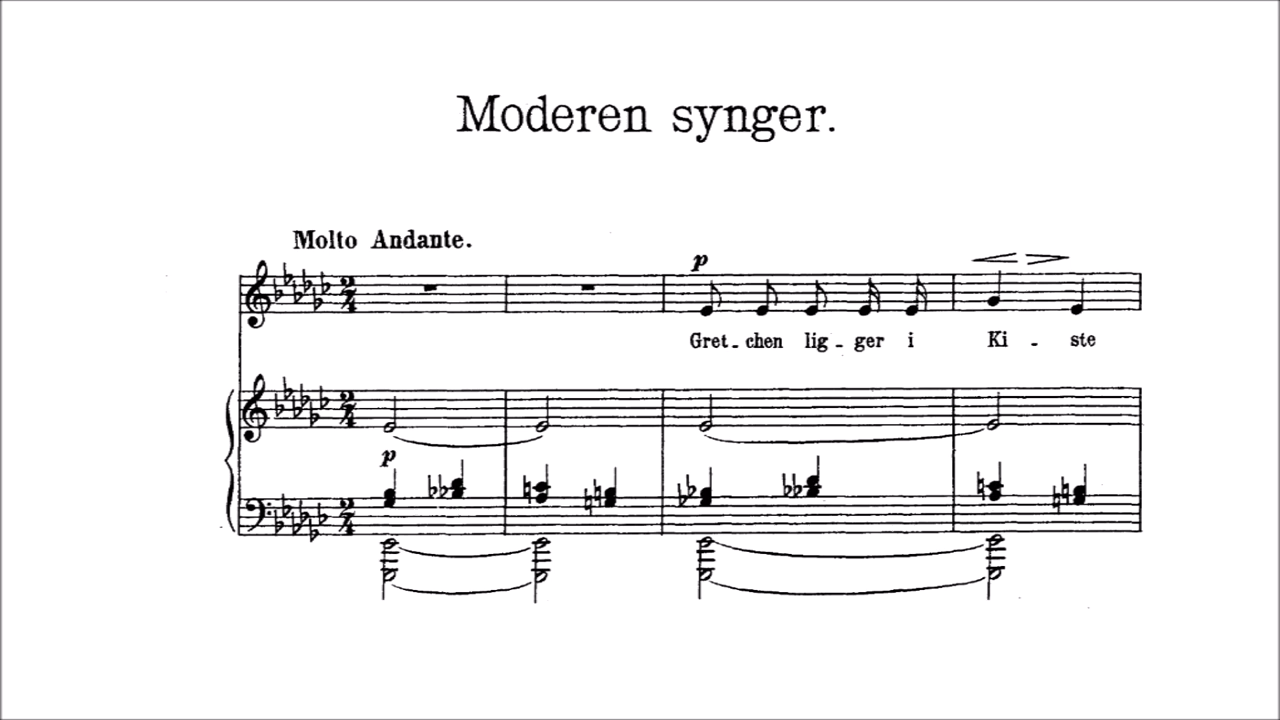 Moderen synger.
Molto Andante.
p
Gret-chen lig-ger i Ki-ste
p